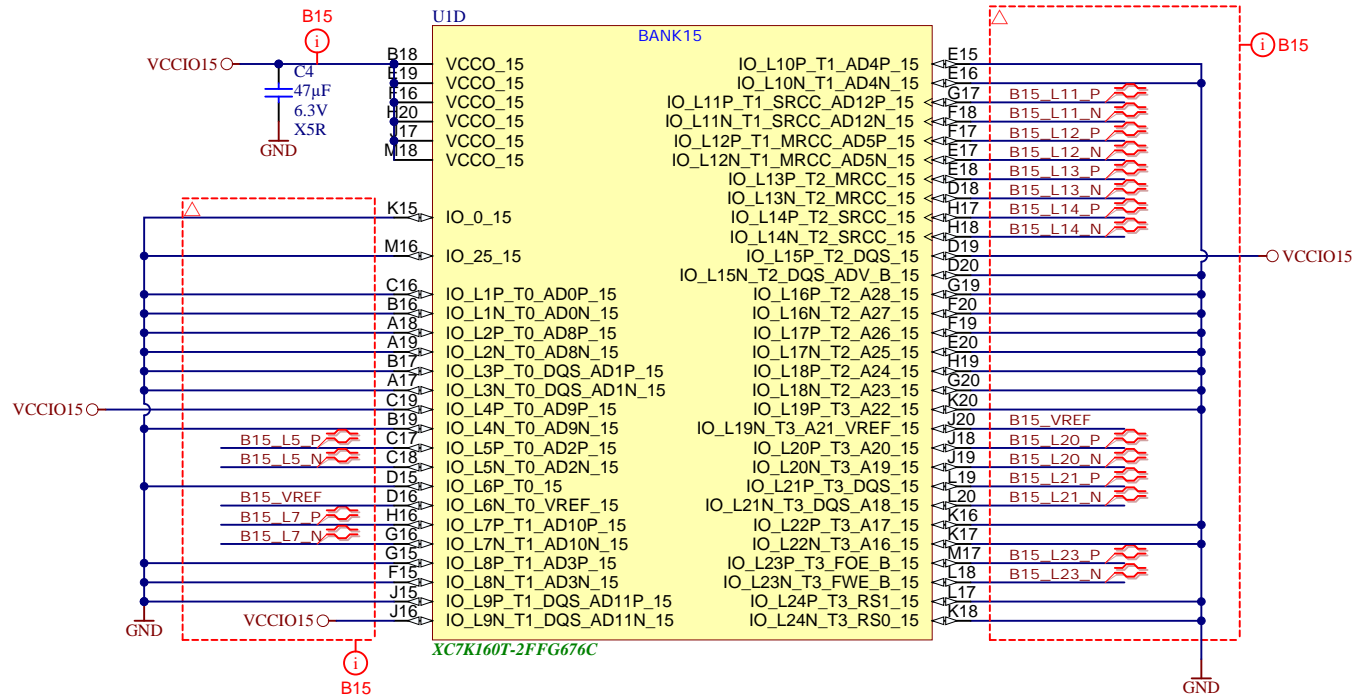 B15
U1D
BANK15
B15
VCCIO15
C4
47µF
6.3V
X5R
GND
B18 VCCO_15
E19 VCCO_15
F16 VCCO_15
H20 VCCO_15
J17 VCCO_15
M18 VCCO_15
K15 IO_0_15
M16 IO_25_15
C16 IO_L1P_T0_AD0P_15
B16 IO_L1N_T0_AD0N_15
A18 IO_L2P_T0_AD8P_15
A19 IO_L2N_T0_AD8N_15
B17 IO_L3P_T0_DQS_AD1P_15
A17 IO_L3N_T0_DQS_AD1N_15
VCCIO15 C19 IO_L4P_T0_AD9P_15
B19 IO_L4N_T0_AD9N_15
B15_L5_P C17 IO_L5P_T0_AD2P_15
B15_L5_N C18 IO_L5N_T0_AD2N_15
D15 IO_L6P_T0_15
B15_VREF D16 IO_L6N_T0_VREF_15
B15_L7_P H16 IO_L7P_T1_AD10P_15
B15_L7_N G16 IO_L7N_T1_AD10N_15
G15 IO_L8P_T1_AD3P_15
F15 IO_L8N_T1_AD3N_15
J15 IO_L9P_T1_DQS_AD11P_15
VCCIO15 J16 IO_L9N_T1_DQS_AD11N_15
GND
B15
IO_L10P_T1_AD4P_15 E15
IO_L10N_T1_AD4N_15 E16
IO_L11P_T1_SRCC_AD12P_15 G17 B15_L11_P
IO_L11N_T1_SRCC_AD12N_15 F18 B15_L11_N
IO_L12P_T1_MRCC_AD5P_15 F17 B15_L12_P
IO_L12N_T1_MRCC_AD5N_15 E17 B15_L12_N
IO_L13P_T2_MRCC_15 E18 B15_L13_P
IO_L13N_T2_MRCC_15 D18 B15_L13_N
IO_L14P_T2_SRCC_15 H17 B15_L14_P
IO_L14N_T2_SRCC_15 H18 B15_L14_N
IO_L15P_T2_DQS_15 D19 VCCIO15
IO_L15N_T2_DQS_ADV_B_15 D20
IO_L16P_T2_A28_15 G19
IO_L16N_T2_A27_15 F20
IO_L17P_T2_A26_15 F19
IO_L17N_T2_A25_15 E20
IO_L18P_T2_A24_15 H19
IO_L18N_T2_A23_15 G20
IO_L19P_T3_A22_15 K20
IO_L19N_T3_A21_VREF_15 J20 B15_VREF
IO_L20P_T3_A20_15 J18 B15_L20_P
IO_L20N_T3_A19_15 J19 B15_L20_N
IO_L21P_T3_DQS_15 L19 B15_L21_P
IO_L21N_T3_DQS_A18_15 L20 B15_L21_N
IO_L22P_T3_A17_15 K16
IO_L22N_T3_A16_15 K17
IO_L23P_T3_FOE_B_15 M17 B15_L23_P
IO_L23N_T3_FWE_B_15 L18 B15_L23_N
IO_L24P_T3_RS1_15 L17
IO_L24N_T3_RS0_15 K18
GND
XC7K160T-2FFG676C